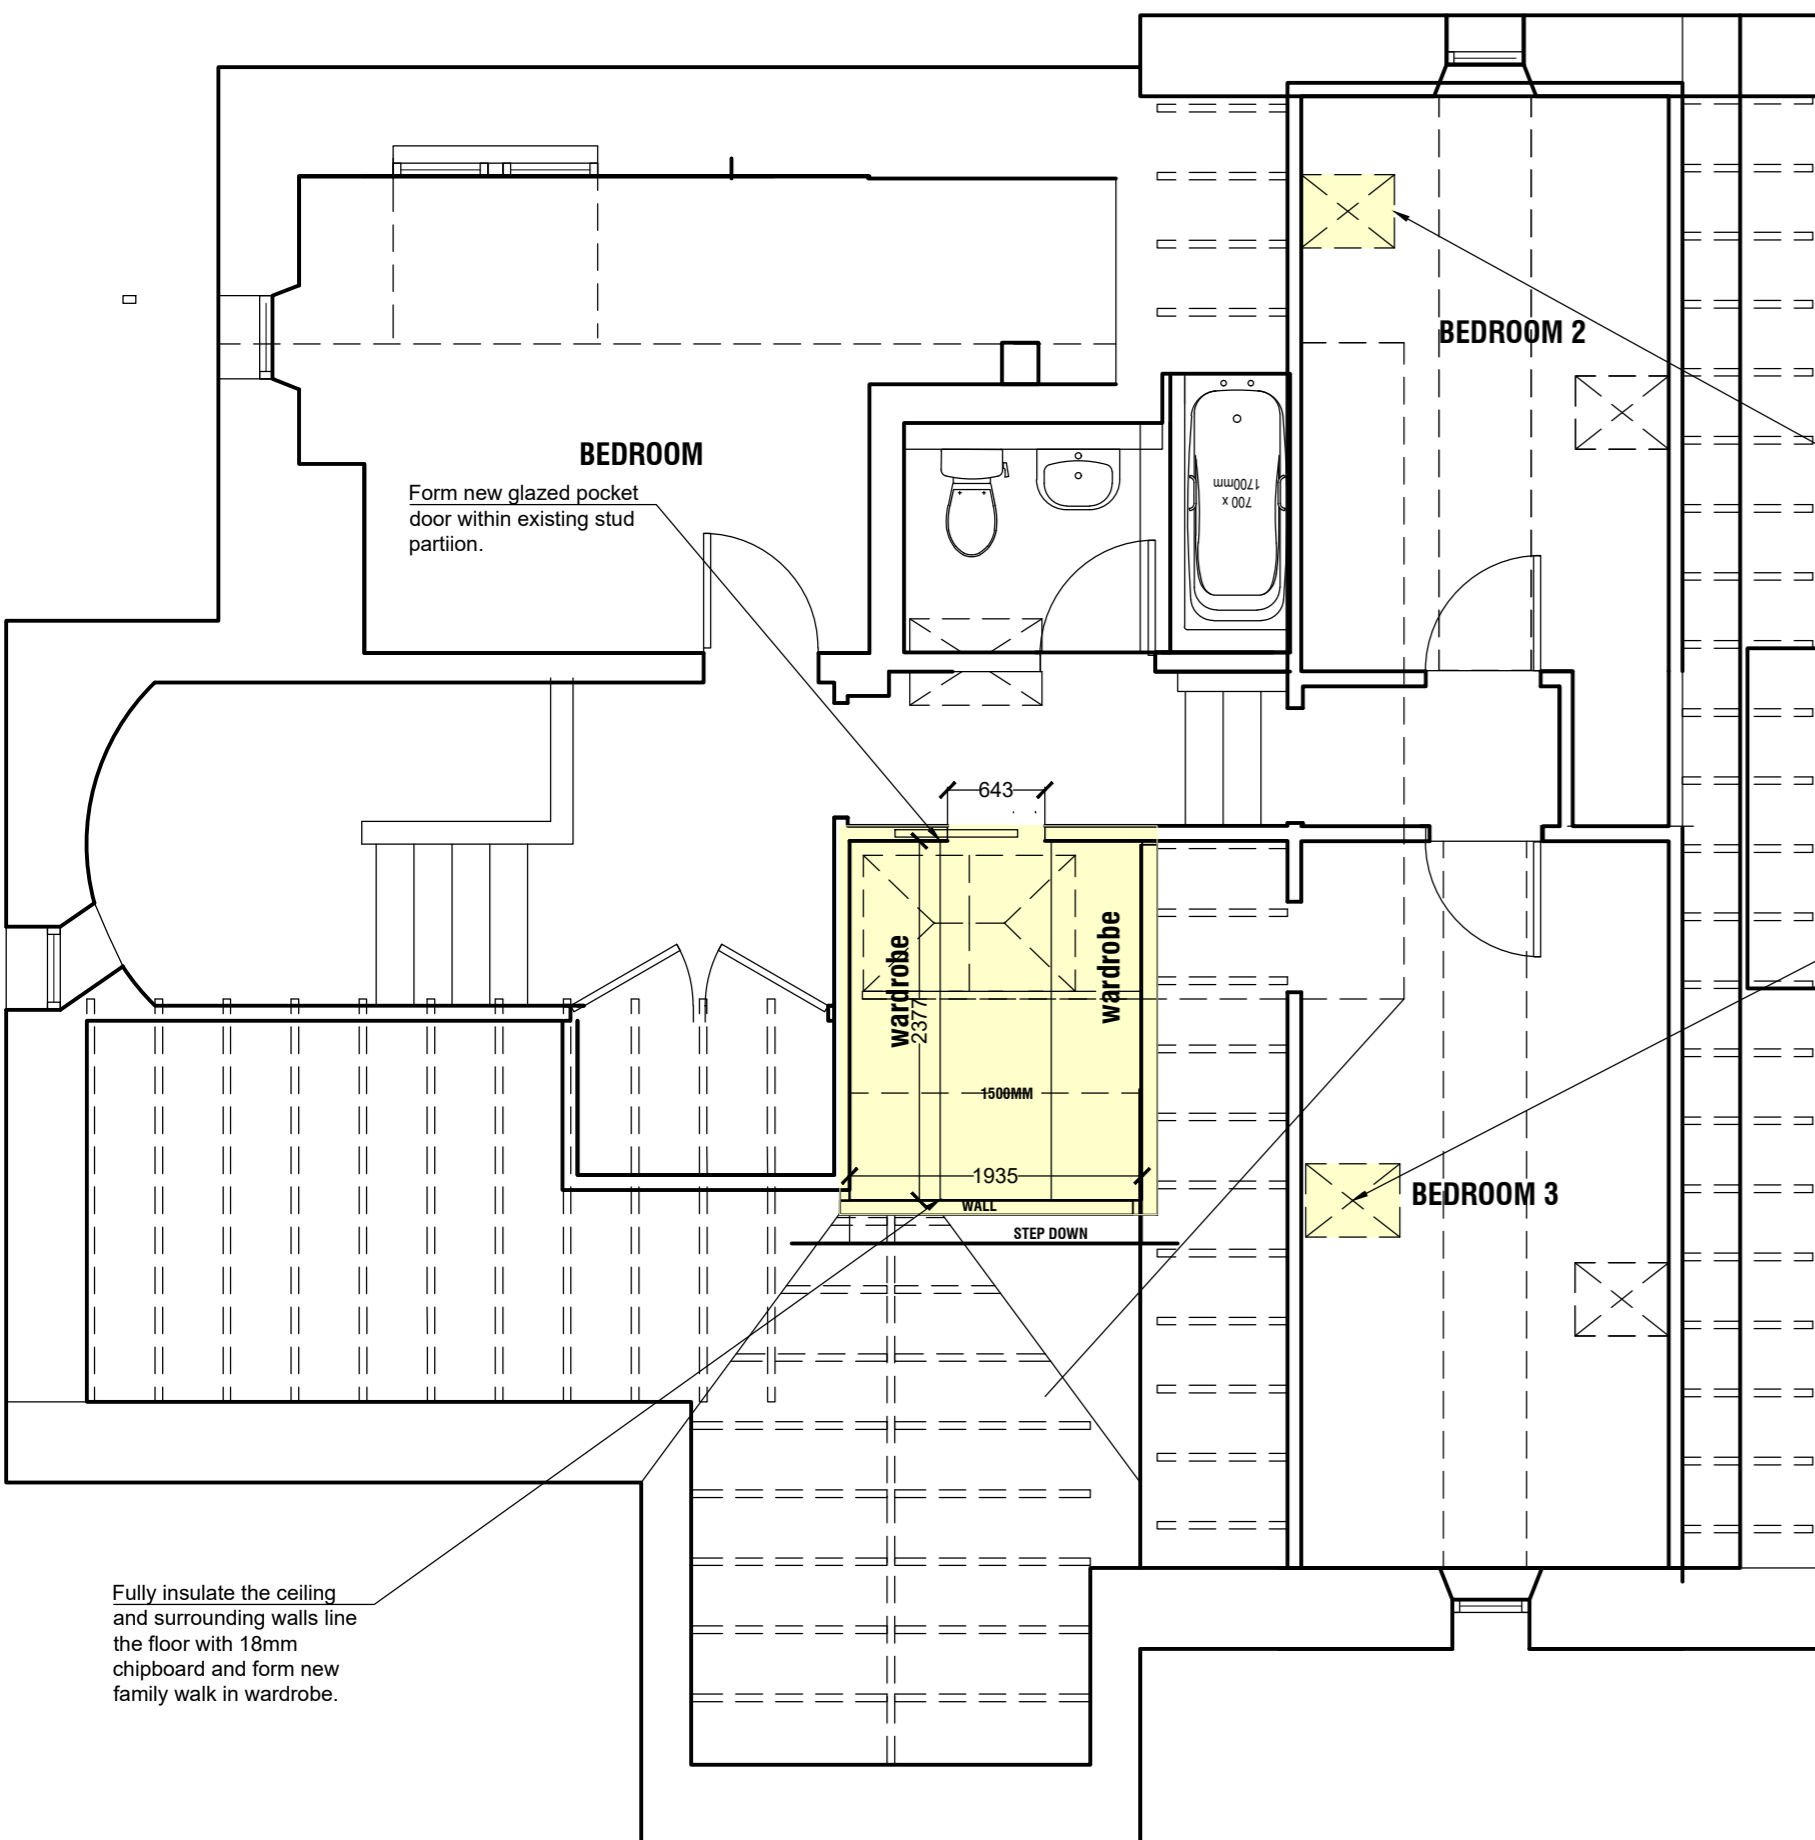 BEDROOM 2
BEDROOM
Form new glazed pocket
door within existing stud
partiion.
700 x
1700mm
643
wardrobe
wardrobe
2377
1500MM
1935
WALL
STEP DOWN
BEDROOM 3
Fully insulate the ceiling
and surrounding walls line
the floor with 18mm
chipboard and form new
family walk in wardrobe.